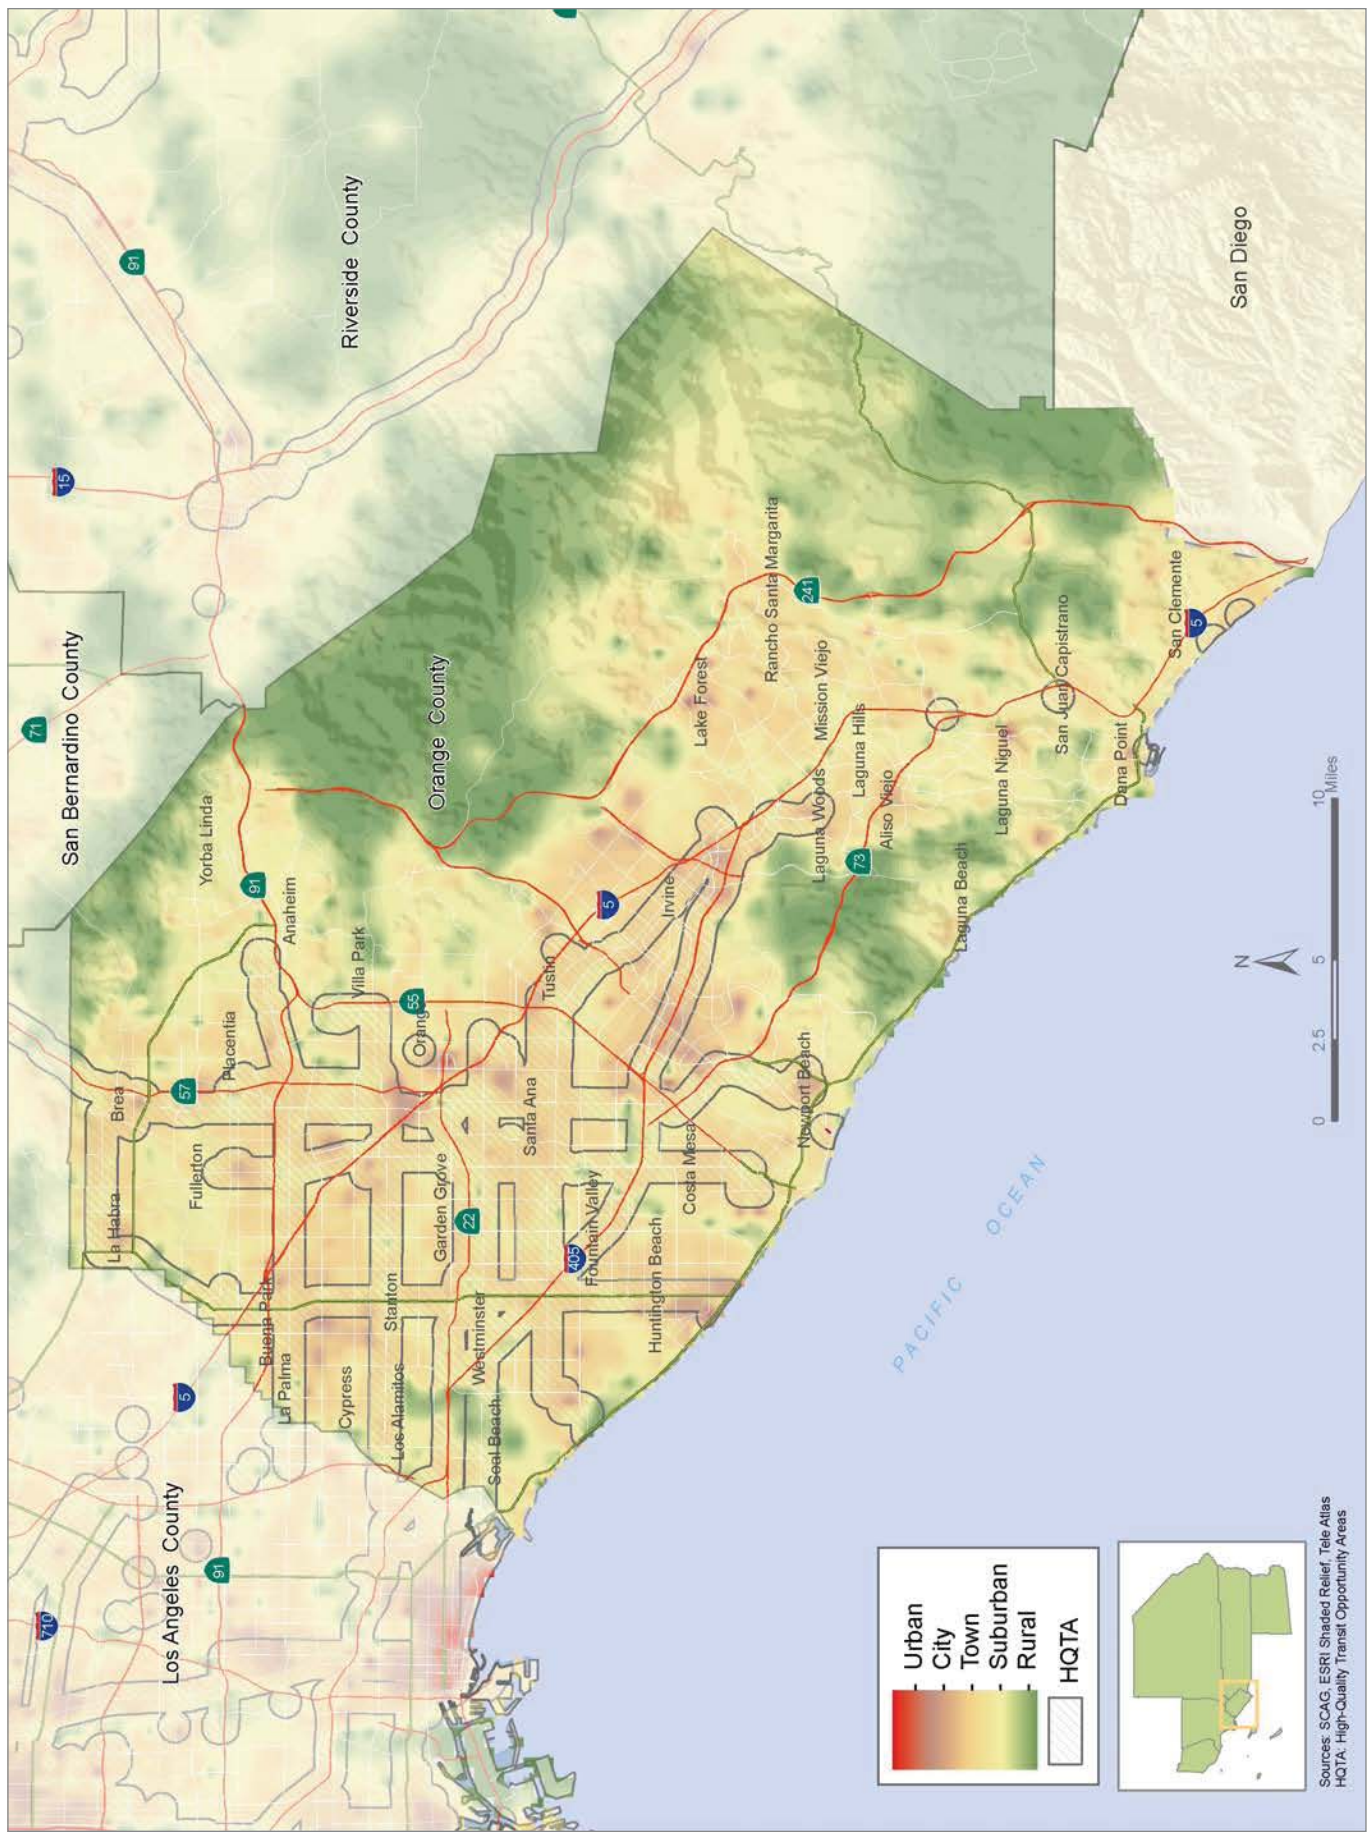 San Bernardino County
Riverside County
Los Angeles County
Orange County
San Diego
71
15
91
91
710
91
5
57
91
55
5
22
405
241
73
5
La Habra
Brea
Yorba Linda
Fullerton
Placentia
Anaheim
Buena Park
La Palma
Villa Park
Cypress
Stanton
Orange
Los Alamitos
Garden Grove
Westminster
Santa Ana
Tustin
Seal Beach
Fountain Valley
Irvine
Huntington Beach
Costa Mesa
Newport Beach
Lake Forest
Rancho Santa Margarita
Mission Viejo
Laguna Woods
Laguna Hills
Aliso Viejo
Laguna Beach
Laguna Niguel
San Juan Capistrano
Dana Point
San Clemente
PACIFIC OCEAN
N
0 2.5 5 10
Miles
Urban
City
Town
Suburban
Rural
HQTA
Sources: SCAG, ESRI Shaded Relief, Tele Atlas
HQTA: High-Quality Transit Opportunity Areas